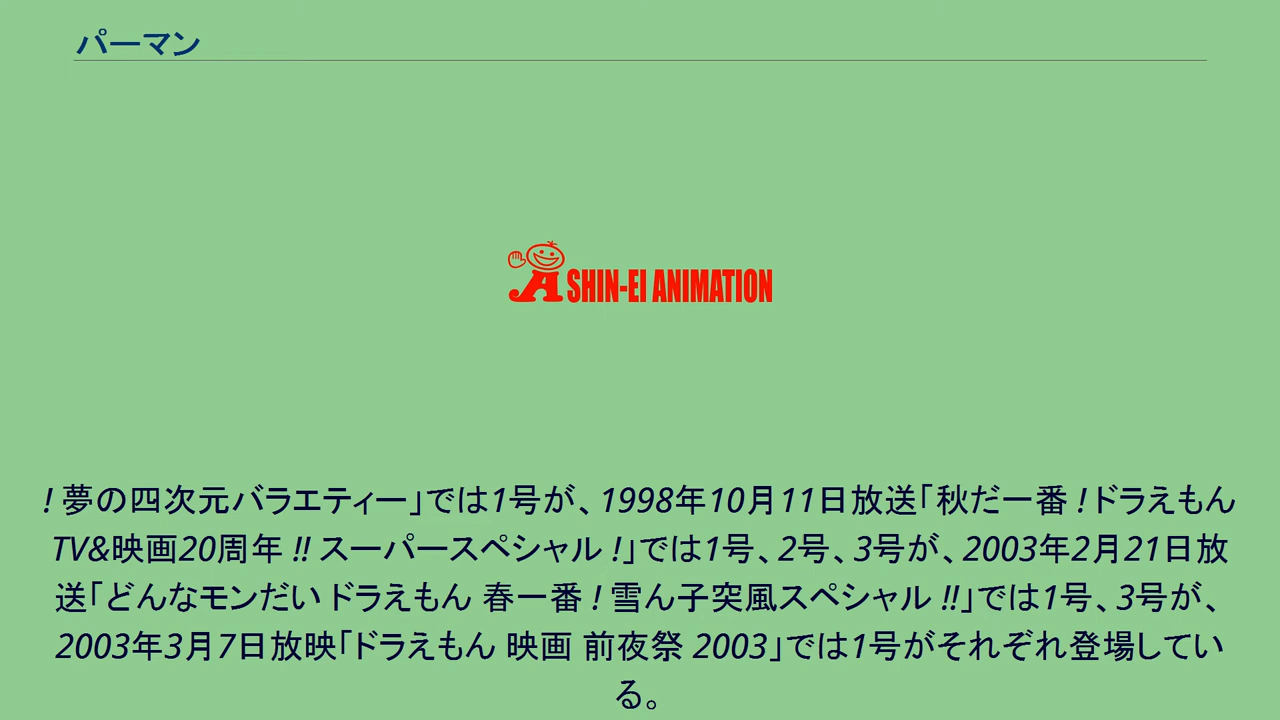 パーマン
SHIN-EI ANIMATION
！夢の四次元バラエティー」では1号が、1998年10月11日放送「秋だ一番！ドラえもん
TV&映画20周年!!スーパースペシャル！」では1号、2号、3号が、2003年2月21日放
送「どんなモンだい ドラえもん 春一番！雪ん子突風スペシャル!!」では1号、3号が、
2003年3月7日放映「ドラえもん 映画 前夜祭 2003」では1号がそれぞれ登場してい
る。